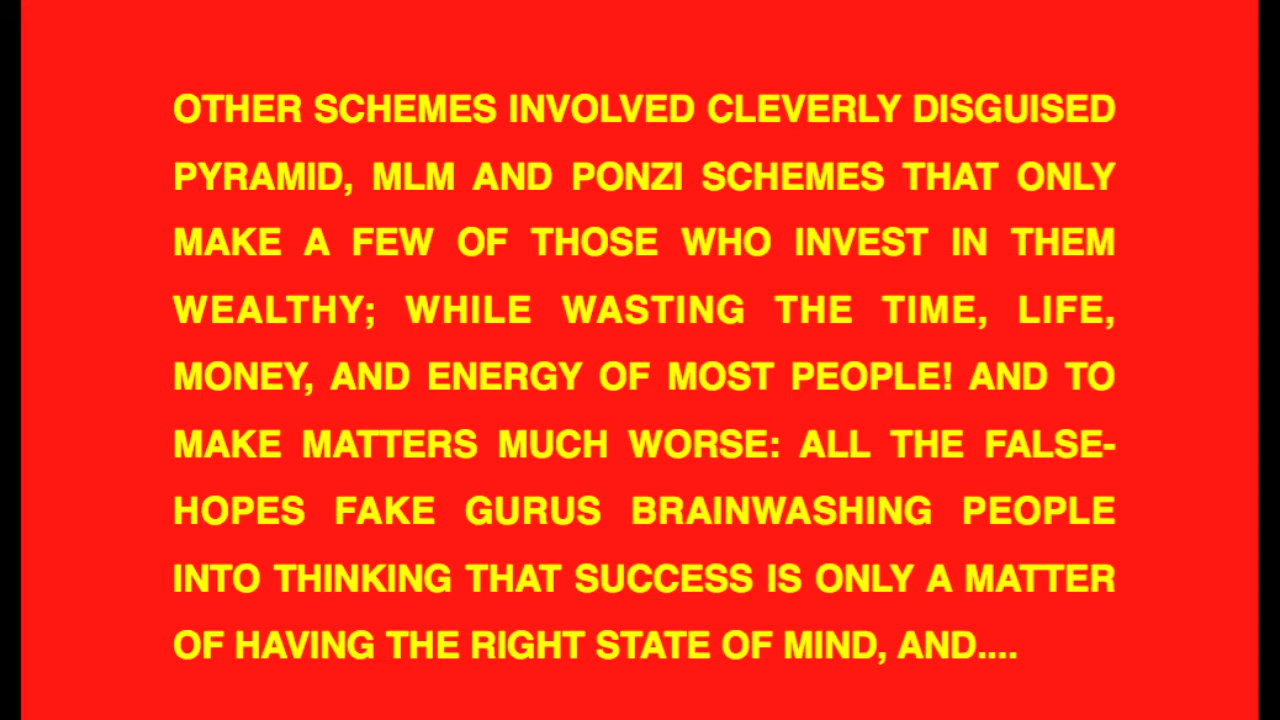 OTHER SCHEMES INVOLVED CLEVERLY DISGUISED
PYRAMID, MLM AND PONZI SCHEMES THAT ONLY
MAKE A FEW OF THOSE WHO INVEST IN THEM
WEALTHY; WHILE WASTING THE TIME, LIFE,
MONEY, AND ENERGY OF MOST PEOPLE! AND TO
MAKE MATTERS MUCH WORSE: ALL THE FALSE-
HOPES FAKE GURUS BRAINWASHING PEOPLE
INTO THINKING THAT SUCCESS IS ONLY A MATTER
OF HAVING THE RIGHT STATE OF MIND, AND....